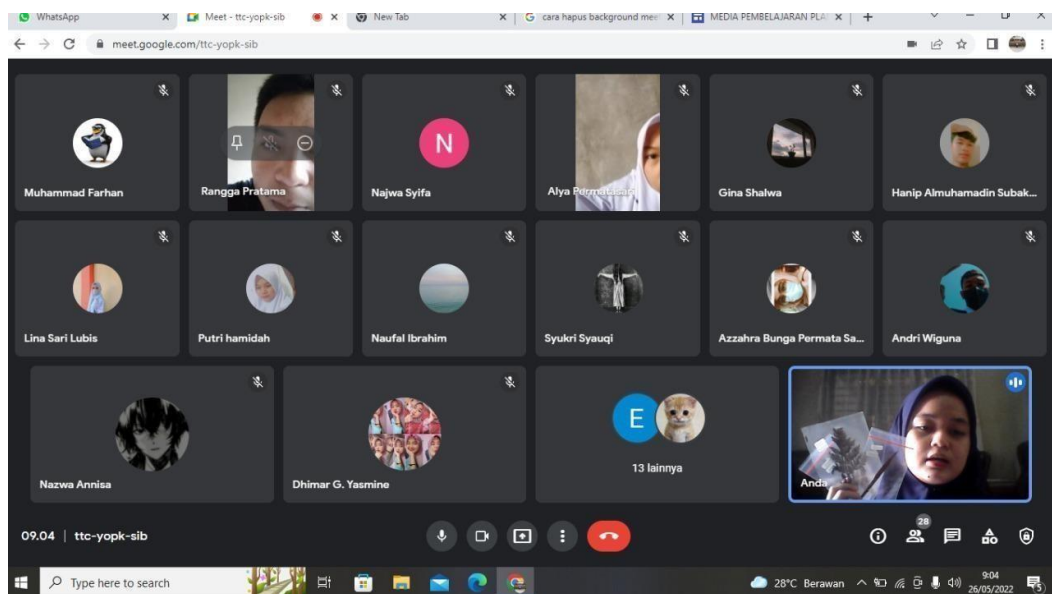 WhatsApp
Meet - ttc-yopk-sib
New Tab
cara hapus background mee
MEDIA PEMBELAJARAN PLA
meet.google.com/ttc-yopk-sib
Muhammad Farhan
Rangga Pratama
N
Najwa Syifa
Alya Permatasari
Gina Shalwa
Hanip Almuhamadin Subak...
Lina Sari Lubis
Putri hamidah
Naufal Ibrahim
Syukri Syauqi
Azzahra Bunga Permata Sa...
Andri Wiguna
Nazwa Annisa
Dhimar G. Yasmine
E
13 lainnya
Anda
09.04 | ttc-yopk-sib
28
Type here to search
28°C Berawan
9:04
26/05/2022
5